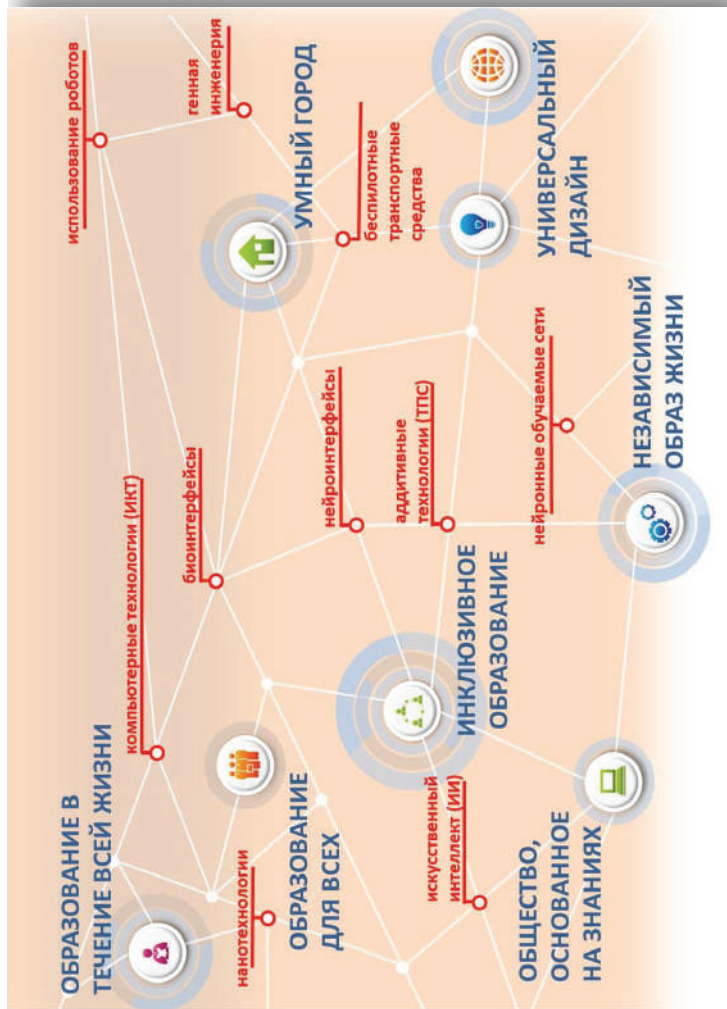 ОБРАЗОВАНИЕ В
ТЕЧЕНИЕ ВСЕЙ ЖИЗНИ
компьютерные технологии (ИКТ)
использование роботов
генная
инженерия
биоинтерфейсы
нанотехнологии
ОБРАЗОВАНИЕ
ДЛЯ ВСЕХ
УМНЫЙ ГОРОД
нейроинтерфейсы
беспилотные
транспортные
средства
аддитивные
технологии (ТПС)
искусственный
интеллект (ИИ)
ИНКЛЮЗИВНОЕ
ОБРАЗОВАНИЕ
УНИВЕРСАЛЬНЫЙ
ДИЗАЙН
нейронные обучаемые сети
ОБЩЕСТВО,
ОСНОВАННОЕ
НА ЗНАНИЯХ
НЕЗАВИСИМЫЙ
ОБРАЗ ЖИЗНИ